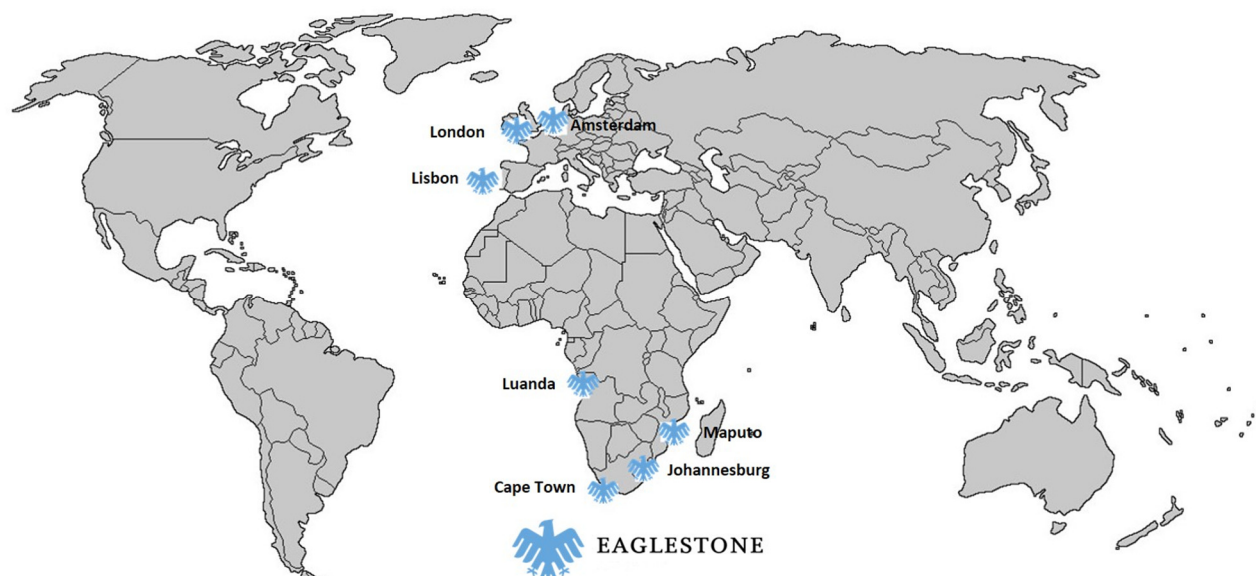 London
Amsterdam
Lisbon
Luanda
Maputo
Johannesburg
Cape Town
EAGLESTONE